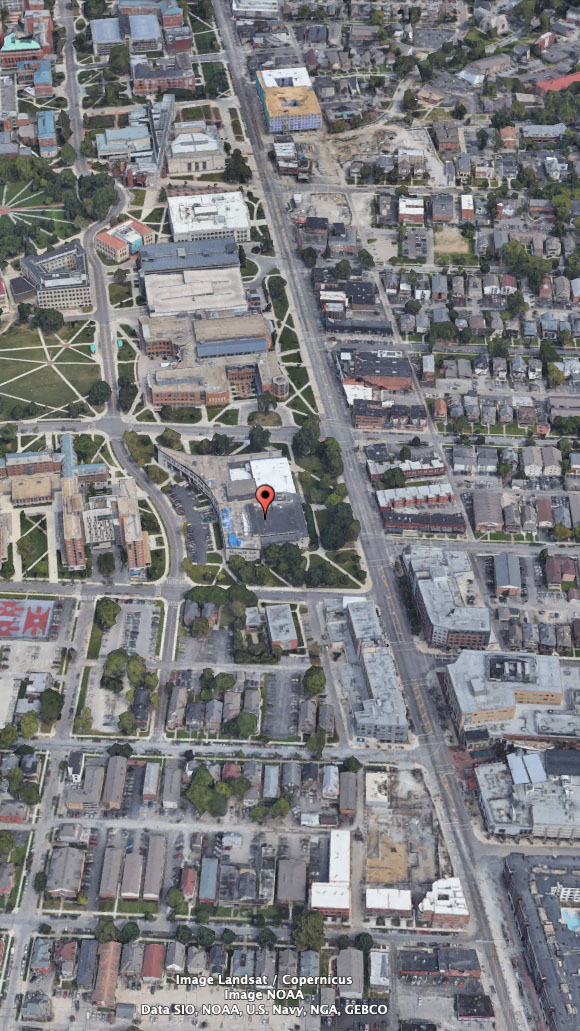 Image Landsat / Copernicus
Image NOAA
Data SIO, NOAA, U.S. Navy, NGA, GEBCO